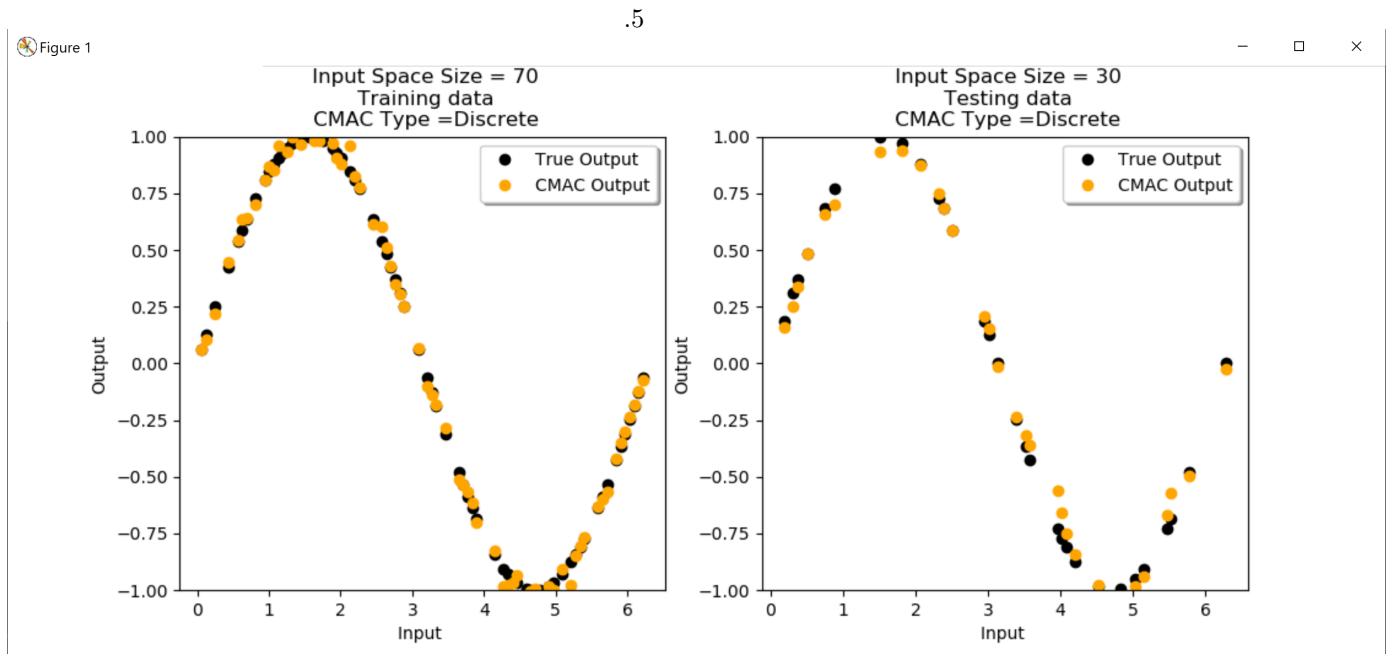 .5
Figure 1
Input Space Size = 70
Training data
CMAC Type =Discrete
1.00
0.75
0.50
0.25
0.00
−0.25
−0.50
−0.75
−1.00
Output
True Output
CMAC Output
0 1 2 3 4 5 6
Input
Input Space Size = 30
Testing data
CMAC Type =Discrete
1.00
0.75
0.50
0.25
0.00
−0.25
−0.50
−0.75
−1.00
Output
True Output
CMAC Output
0 1 2 3 4 5 6
Input